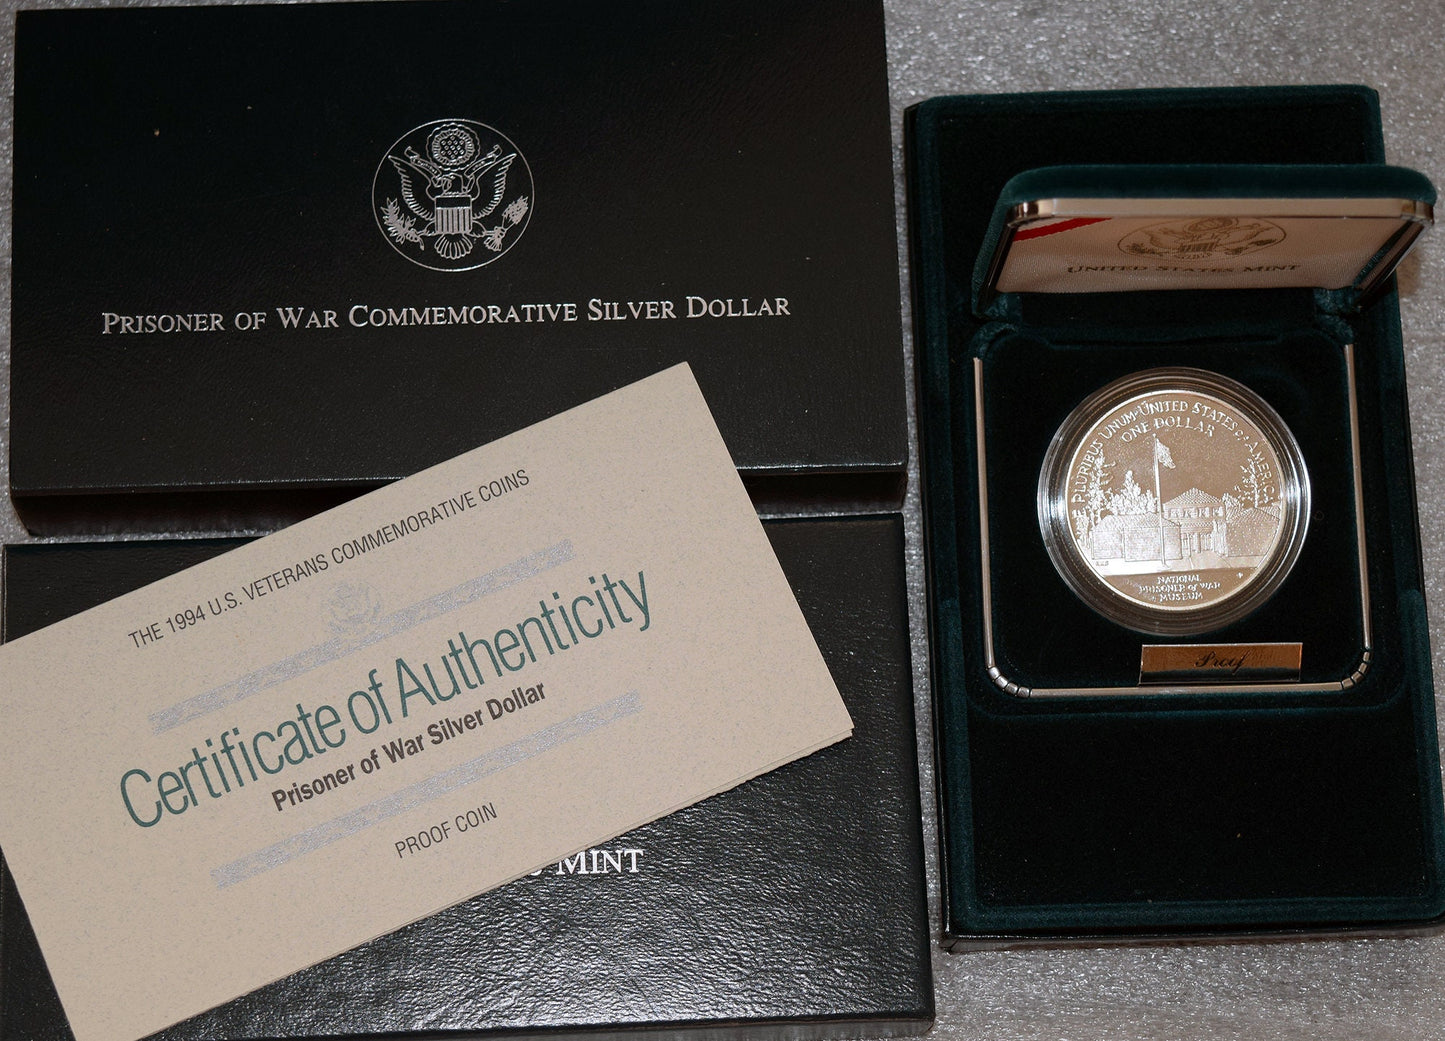 PRISONER OF WAR COMMEMORATIVE SILVER DOLLAR
THE 1994 U.S. VETERANS COMMEMORATIVE COINS
Certificate of Authenticity
Prisoner of War Silver Dollar
PROOF COIN
MINT
UNITED STATES MINT
E PLURIBUS UNUM·UNITED STATES OF AMERICA
ONE DOLLAR
NATIONAL
PRISONER OF WAR
MUSEUM
Proof